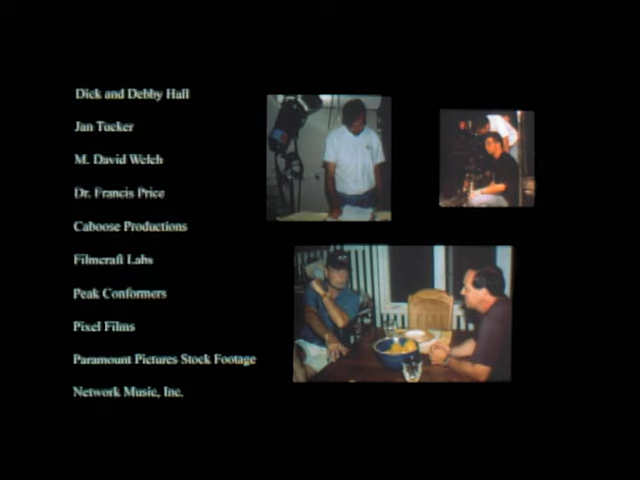 Dick and Debby Hall
Jan Tucker
M. David Welch
Dr. Francis Price
Caboose Productions
Filmcraft Labs
Peak Conformers
Pixel Films
Paramount Pictures Stock Footage
Network Music, Inc.